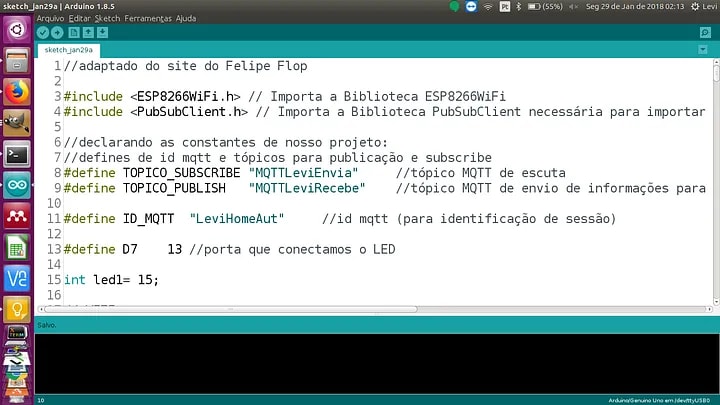 sketch_jan29a | Arduino 1.8.5
Pt
(55%)
Seg 29 de Jan de 2018 02:13
Levi
Arquivo Editar Sketch Ferramentas Ajuda
sketch_jan29a
1 //adaptado do site do Felipe Flop
2
3 #include <ESP8266WiFi.h> // Importa a Biblioteca ESP8266WiFi
4 #include <PubSubClient.h> // Importa a Biblioteca PubSubClient necessária para importar
5
6 //declarando as constantes de nosso projeto:
7 //defines de id mqtt e tópicos para publicação e subscribe
8 #define TOPICO_SUBSCRIBE "MQTTLeviEnvia" //tópico MQTT de escuta
9 #define TOPICO_PUBLISH "MQTTLeviRecebe" //tópico MQTT de envio de informações para
10
11 #define ID_MQTT "LeviHomeAut" //id mqtt (para identificação de sessão)
12
13 #define D7 13 //porta que conectamos o LED
14
15 int led1= 15;
16
Salvo.
10
Arduino/Genuino Uno em /dev/ttyUSB0